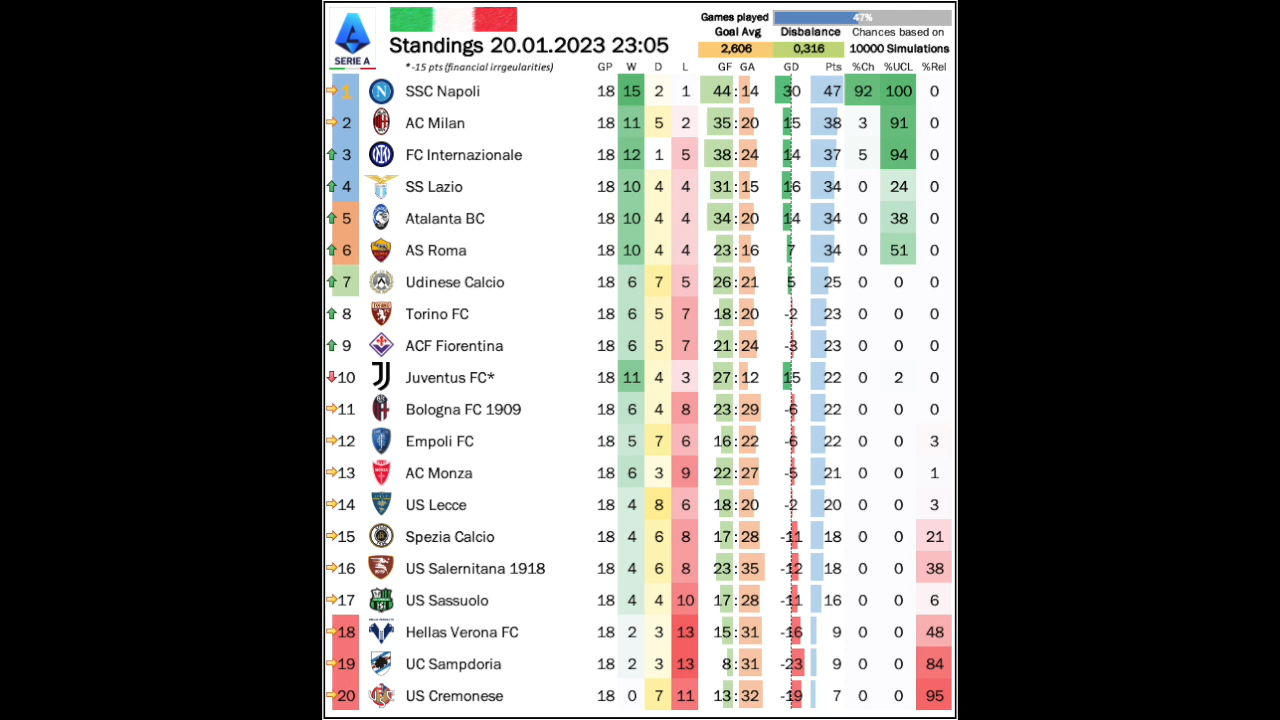 Games played 47%
Goal Avg Disbalance Chances based on
Standings 20.01.2023 23:05 2,606 0,316 10000 Simulations
SERIE A *-15 pts (financial irrgeularities) GP W D L GF GA GD Pts %Ch %UCL %Rel
1 SSC Napoli 18 15 2 1 44:14 30 47 92 100 0
2 AC Milan 18 11 5 2 35:20 15 38 3 91 0
3 FC Internazionale 18 12 1 5 38:24 14 37 5 94 0
4 SS Lazio 18 10 4 4 31:15 16 34 0 24 0
5 Atalanta BC 18 10 4 4 34:20 14 34 0 38 0
6 AS Roma 18 10 4 4 23:16 7 34 0 51 0
7 Udinese Calcio 18 6 7 5 26:21 5 25 0 0 0
8 Torino FC 18 6 5 7 18:20 -2 23 0 0 0
9 ACF Fiorentina 18 6 5 7 21:24 -3 23 0 0 0
10 Juventus FC* 18 11 4 3 27:12 15 22 0 2 0
11 Bologna FC 1909 18 6 4 8 23:29 -6 22 0 0 0
12 Empoli FC 18 5 7 6 16:22 -6 22 0 0 3
13 AC Monza 18 6 3 9 22:27 -5 21 0 0 1
14 US Lecce 18 4 8 6 18:20 -2 20 0 0 3
15 Spezia Calcio 18 4 6 8 17:28 -11 18 0 0 21
16 US Salernitana 1918 18 4 6 8 23:35 -12 18 0 0 38
17 US Sassuolo 18 4 4 10 17:28 -11 16 0 0 6
18 Hellas Verona FC 18 2 3 13 15:31 -16 9 0 0 48
19 UC Sampdoria 18 2 3 13 8:31 -23 9 0 0 84
20 US Cremonese 18 0 7 11 13:32 -19 7 0 0 95